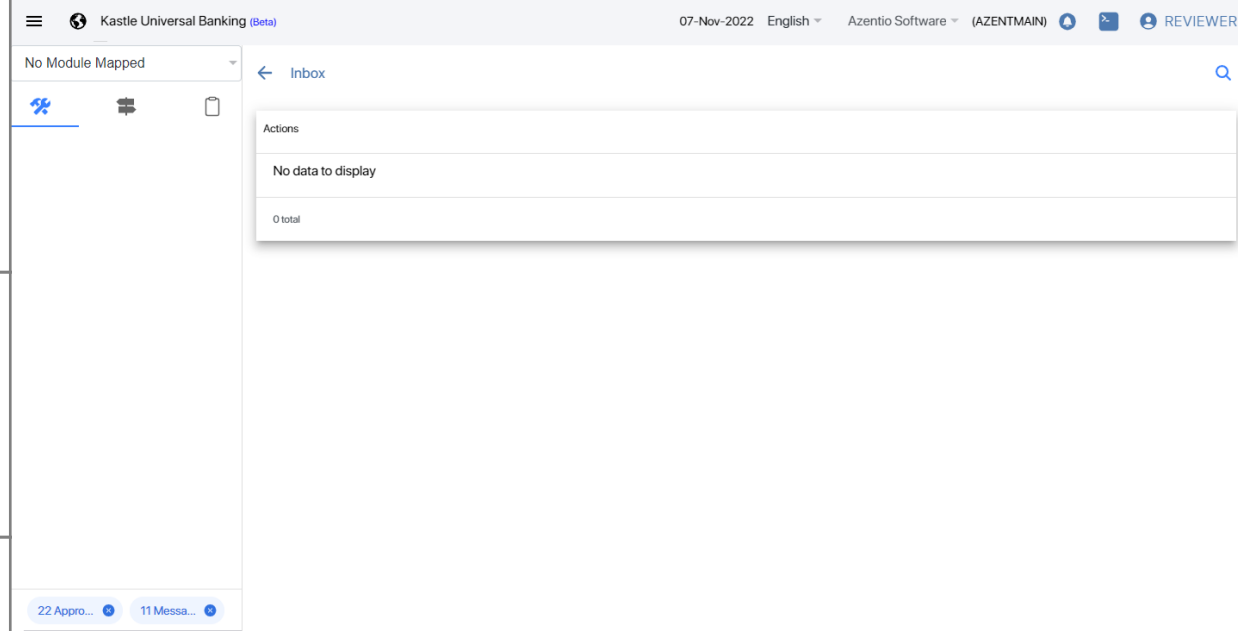 Kastle Universal Banking (Beta) 07-Nov-2022 English Azentio Software (AZENTMAIN) REVIEWER
No Module Mapped
Inbox
Actions
No data to display
0 total
22 Appro... 11 Messa...